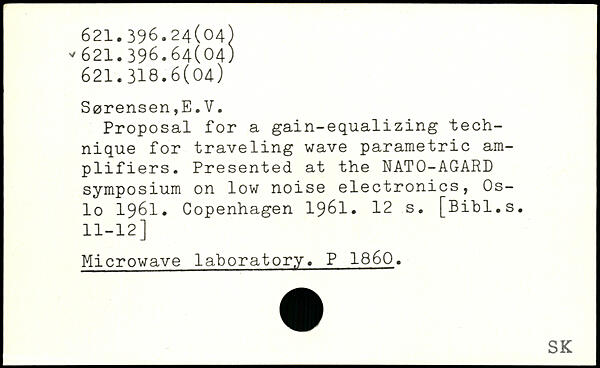 621.396.24(04)
✓621.396.64(04)
621.318.6(04)
Sørensen,E.V.
Proposal for a gain-equalizing tech-
nique for traveling wave parametric am-
plifiers. Presented at the NATO-AGARD
symposium on low noise electronics, Os-
lo 1961. Copenhagen 1961. 12 s. [Bibl.s.
11-12]
Microwave laboratory. P 1860.
SK